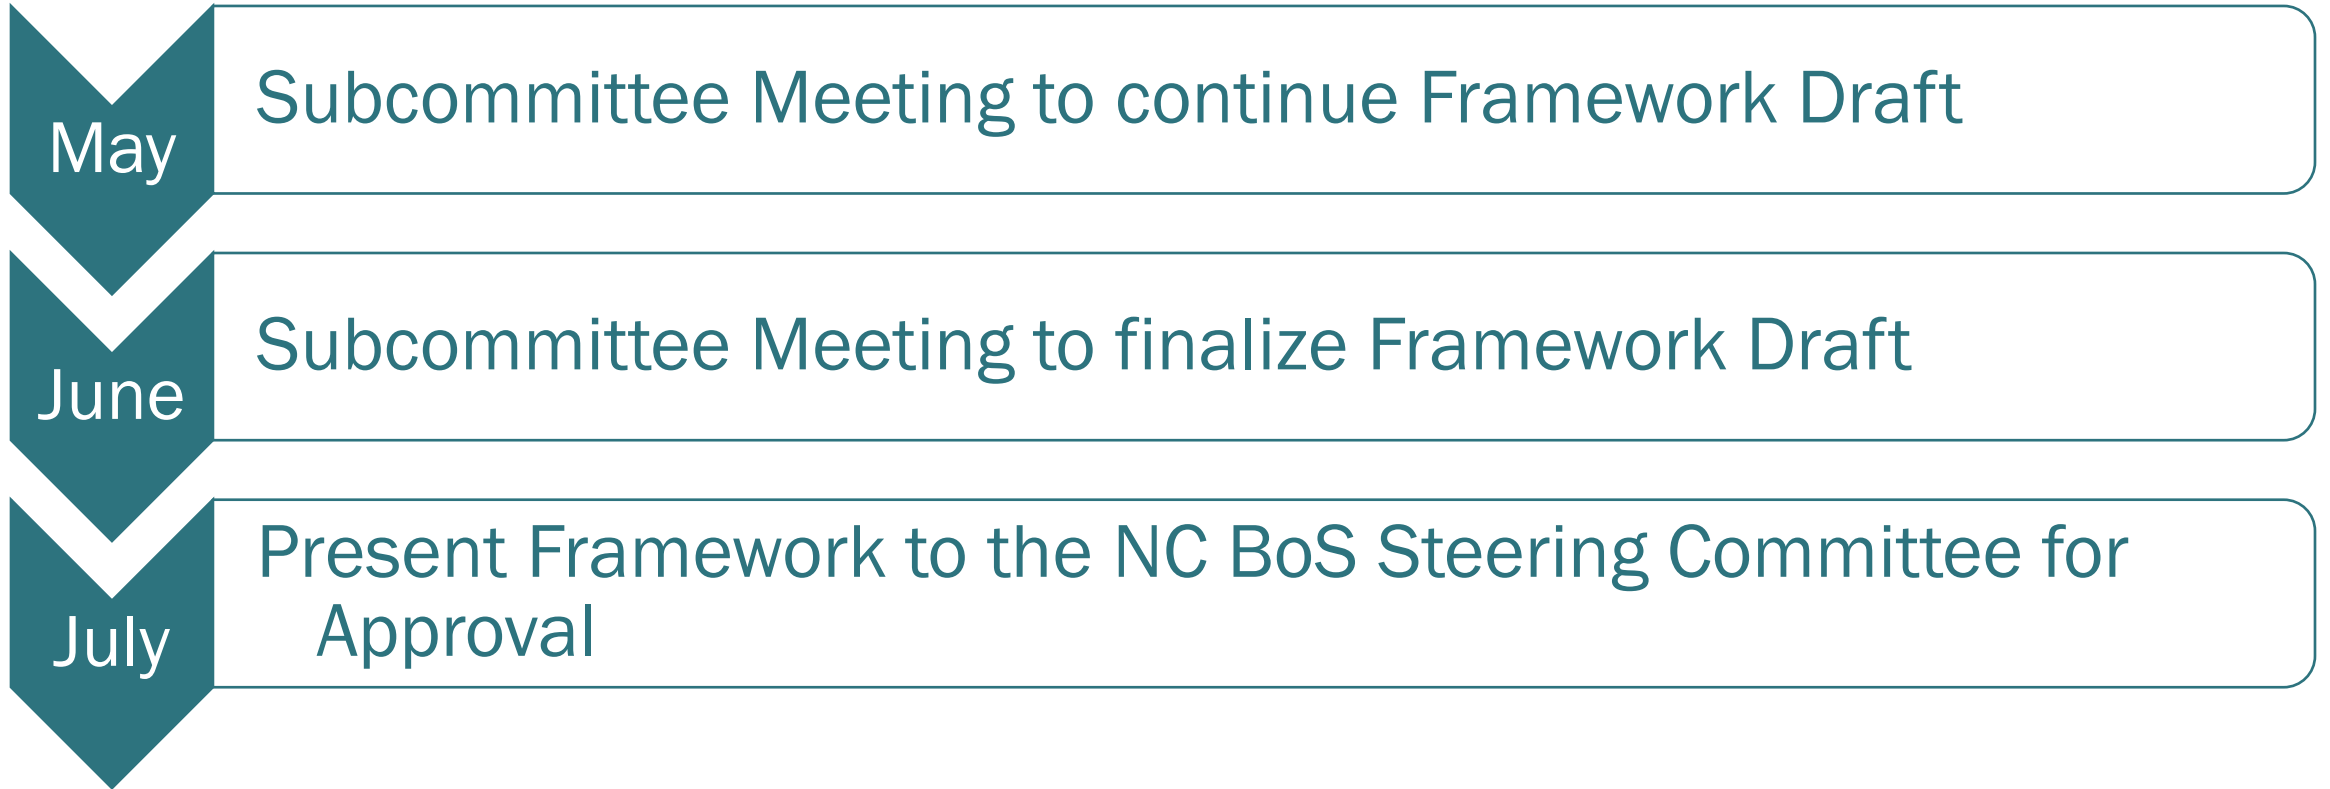 May
Subcommittee Meeting to continue Framework Draft
June
Subcommittee Meeting to finalize Framework Draft
July
Present Framework to the NC BoS Steering Committee for
Approval